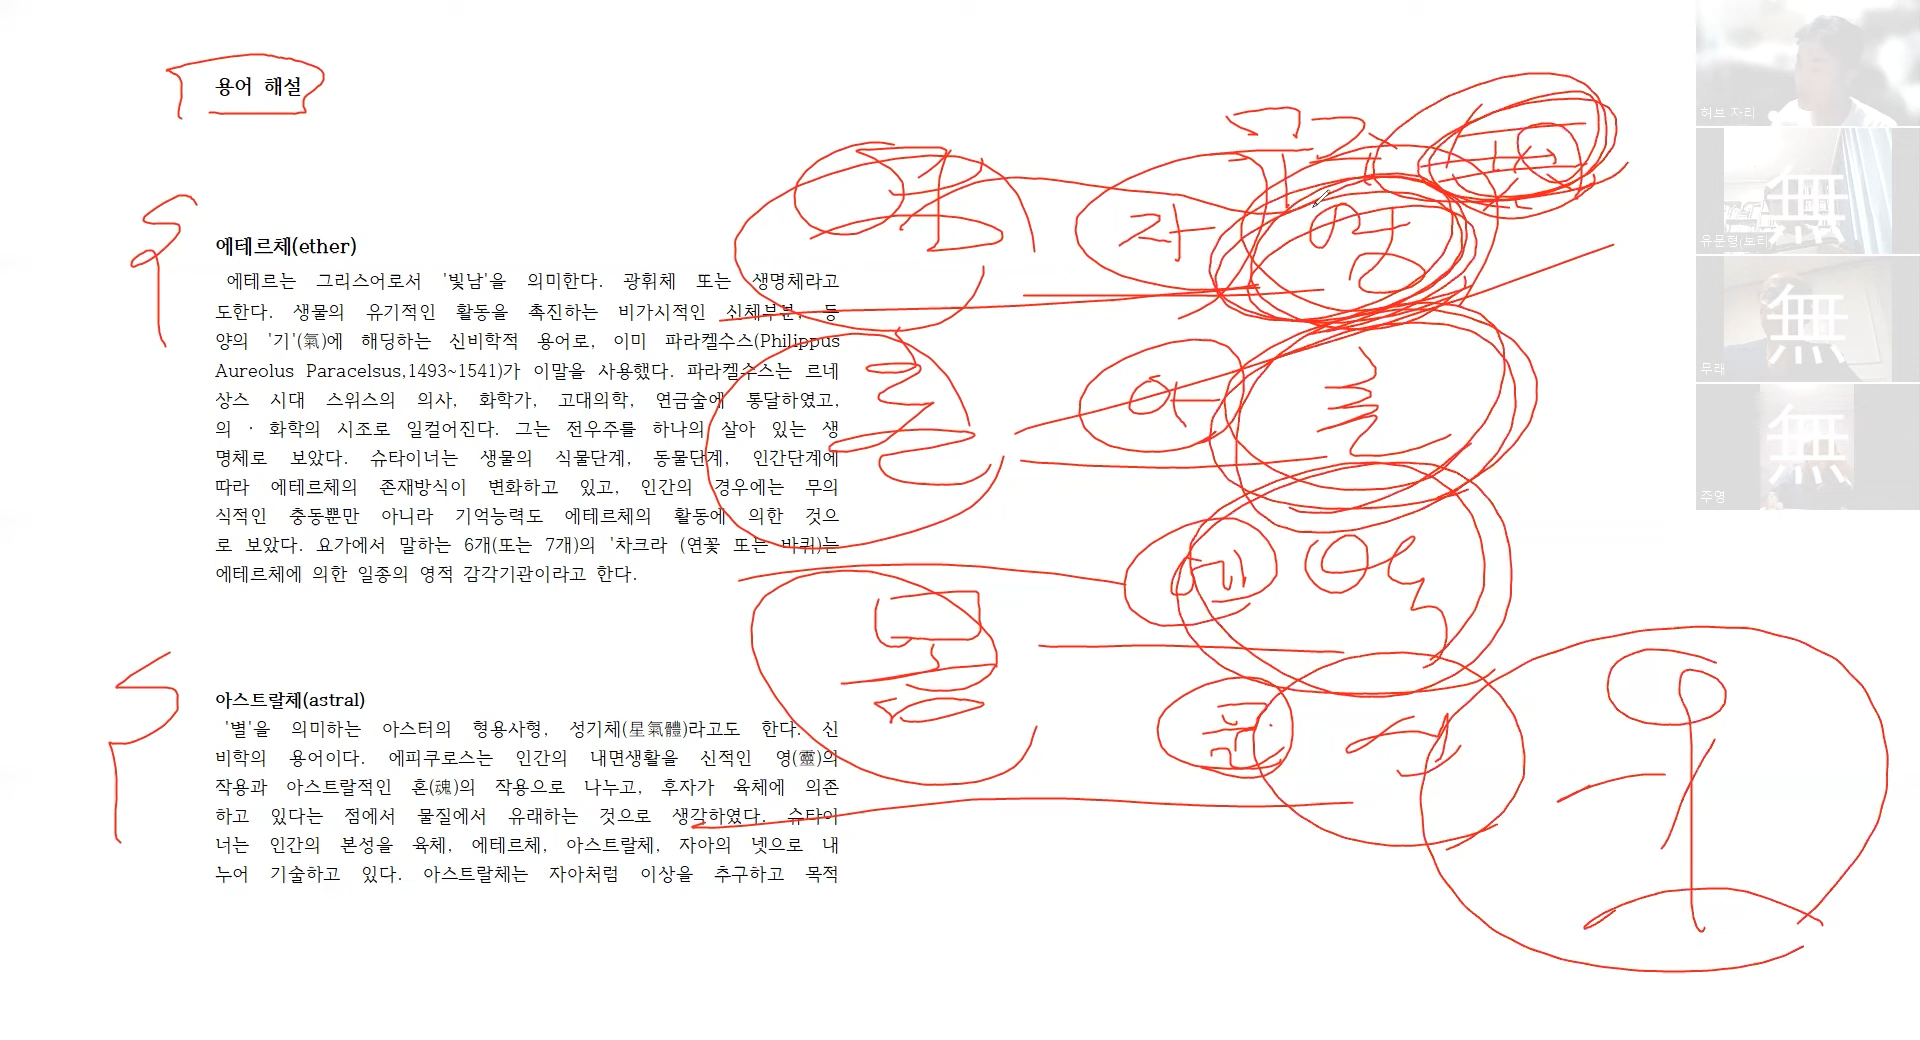 용어 해설
에테르체(ether)
에테르는 그리스어로서 '빛남'을 의미한다. 광휘체 또는 생명체라고
도한다. 생물의 유기적인 활동을 촉진하는 비가시적인 신체부분, 동
양의 '기'(氣)에 해딩하는 신비학적 용어로, 이미 파라켈수스(Philippus
Aureolus Paracelsus,1493~1541)가 이말을 사용했다. 파라켈수스는 르네
상스 시대 스위스의 의사, 화학가, 고대의학, 연금술에 통달하였고,
의 · 화학의 시조로 일컬어진다. 그는 전우주를 하나의 살아 있는 생
명체로 보았다. 슈타이너는 생물의 식물단계, 동물단계, 인간단계에
따라 에테르체의 존재방식이 변화하고 있고, 인간의 경우에는 무의
식적인 충동뿐만 아니라 기억능력도 에테르체의 활동에 의한 것으
로 보았다. 요가에서 말하는 6개(또는 7개)의 '차크라 (연꽃 또는 바퀴)는
에테르체에 의한 일종의 영적 감각기관이라고 한다.
아스트랄체(astral)
'별'을 의미하는 아스터의 형용사형, 성기체(星氣體)라고도 한다. 신
비학의 용어이다. 에피쿠로스는 인간의 내면생활을 신적인 영(靈)의
작용과 아스트랄적인 혼(魂)의 작용으로 나누고, 후자가 육체에 의존
하고 있다는 점에서 물질에서 유래하는 것으로 생각하였다. 슈타이
너는 인간의 본성을 육체, 에테르체, 아스트랄체, 자아의 넷으로 내
누어 기술하고 있다. 아스트랄체는 자아처럼 이상을 추구하고 목적
영
자
영
아
허브 자리
無
유문형(보리)
無
무래
無
주영